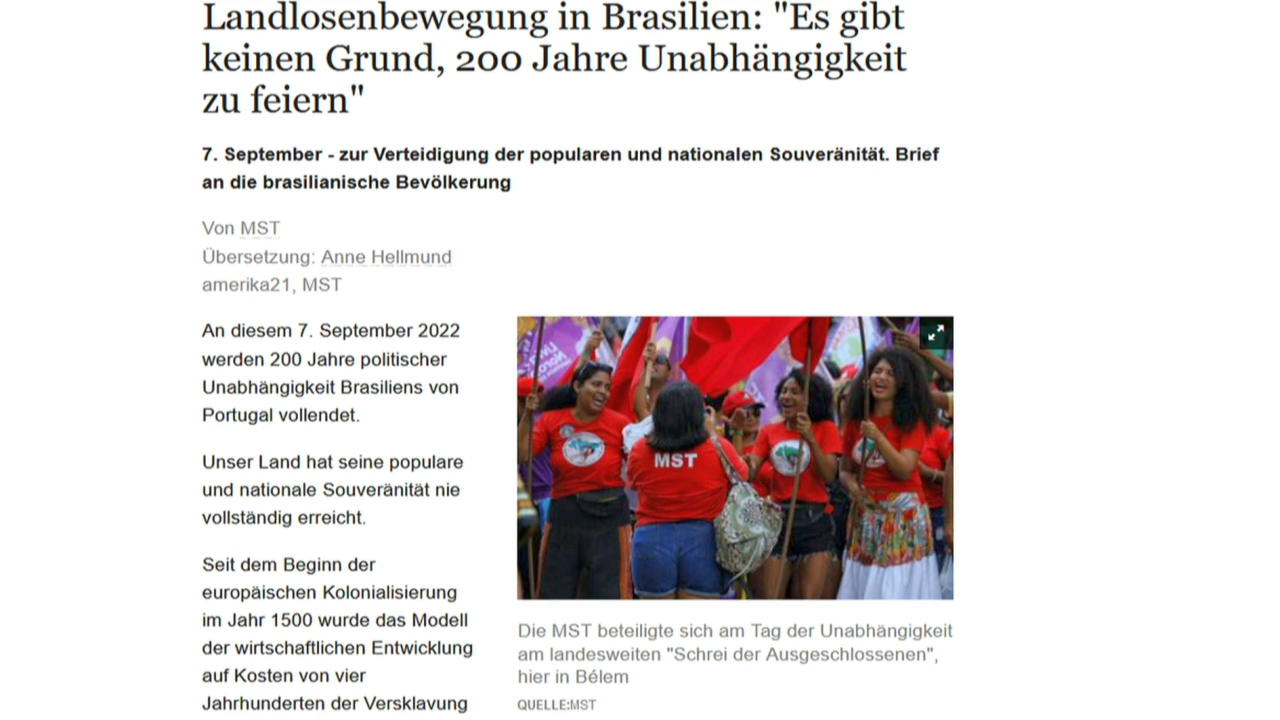 Landlosenbewegung in Brasilien: "Es gibt
keinen Grund, 200 Jahre Unabhängigkeit
zu feiern"
7. September - zur Verteidigung der popularen und nationalen Souveränität. Brief
an die brasilianische Bevölkerung
Von MST
Übersetzung: Anne Hellmund
amerika21, MST
An diesem 7. September 2022
werden 200 Jahre politischer
Unabhängigkeit Brasiliens von
Portugal vollendet.
Unser Land hat seine populare
und nationale Souveränität nie
vollständig erreicht.
Seit dem Beginn der
europäischen Kolonialisierung
im Jahr 1500 wurde das Modell
der wirtschaftlichen Entwicklung
auf Kosten von vier
Jahrhunderten der Versklavung
MST
Die MST beteiligte sich am Tag der Unabhängigkeit
am landesweiten "Schrei der Ausgeschlossenen",
hier in Bélem
QUELLE:MST